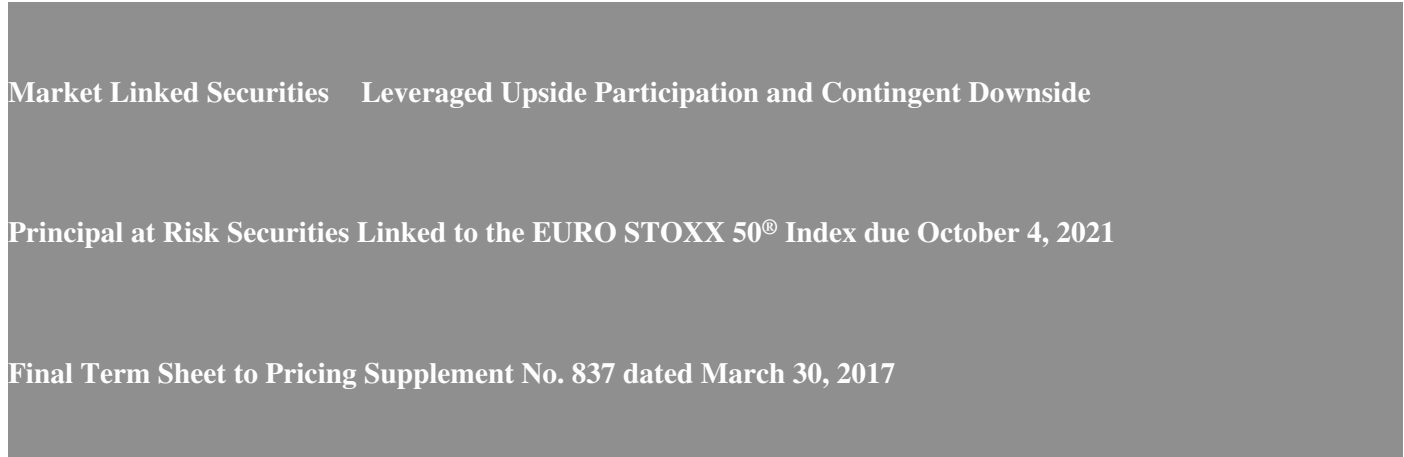 Market Linked Securities    Leveraged Upside Participation and Contingent Downside
Principal at Risk Securities Linked to the EURO STOXX 50® Index due October 4, 2021
Final Term Sheet to Pricing Supplement No. 837 dated March 30, 2017